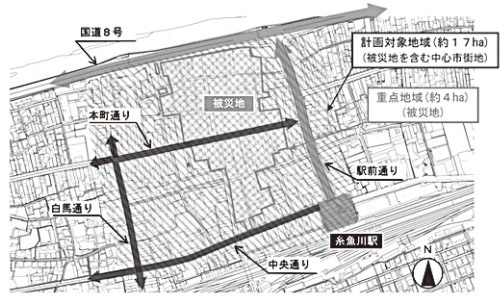 国道８号
計画対象地域（約１７ha）
（被災地を含む中心市街地）
被災地
重点地域（約４ha）
（被災地）
本町通り
駅前通り
白馬通り
糸魚川駅
中央通り
N